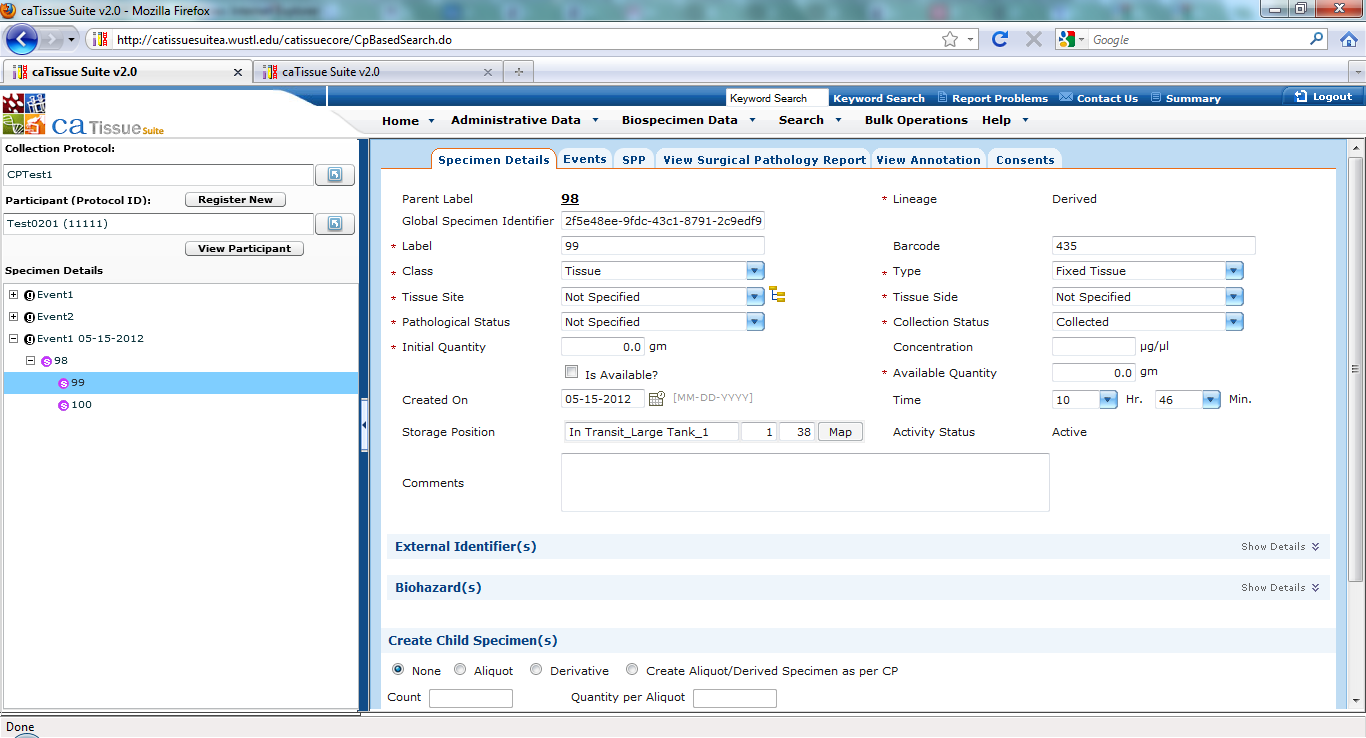 caTissue Suite v2.0 - Mozilla Firefox
http://catissuesuitea.wustl.edu/catissuecore/CpBasedSearch.do
Google
caTissue Suite v2.0
caTissue Suite v2.0
ca Tissue Suite
Keyword Search
Keyword Search
Report Problems
Contact Us
Summary
Logout
Home
Administrative Data
Biospecimen Data
Search
Bulk Operations
Help
Collection Protocol:
CPTest1
Participant (Protocol ID):
Register New
Test0201 (11111)
View Participant
Specimen Details
Event1
Event2
Event1 05-15-2012
98
99
100
Specimen Details
Events
SPP
View Surgical Pathology Report
View Annotation
Consents
Parent Label 98 * Lineage Derived
Global Specimen Identifier 2f5e48ee-9fdc-43c1-8791-2c9edf9
* Label 99 Barcode 435
* Class Tissue * Type Fixed Tissue
* Tissue Site Not Specified * Tissue Side Not Specified
* Pathological Status Not Specified * Collection Status Collected
* Initial Quantity 0.0 gm Concentration µg/µl
Is Available? * Available Quantity 0.0 gm
Created On 05-15-2012 [MM-DD-YYYY] Time 10 Hr. 46 Min.
Storage Position In Transit_Large Tank_1 1 38 Map Activity Status Active
Comments
External Identifier(s) Show Details
Biohazard(s) Show Details
Create Child Specimen(s)
None Aliquot Derivative Create Aliquot/Derived Specimen as per CP
Count Quantity per Aliquot
Done